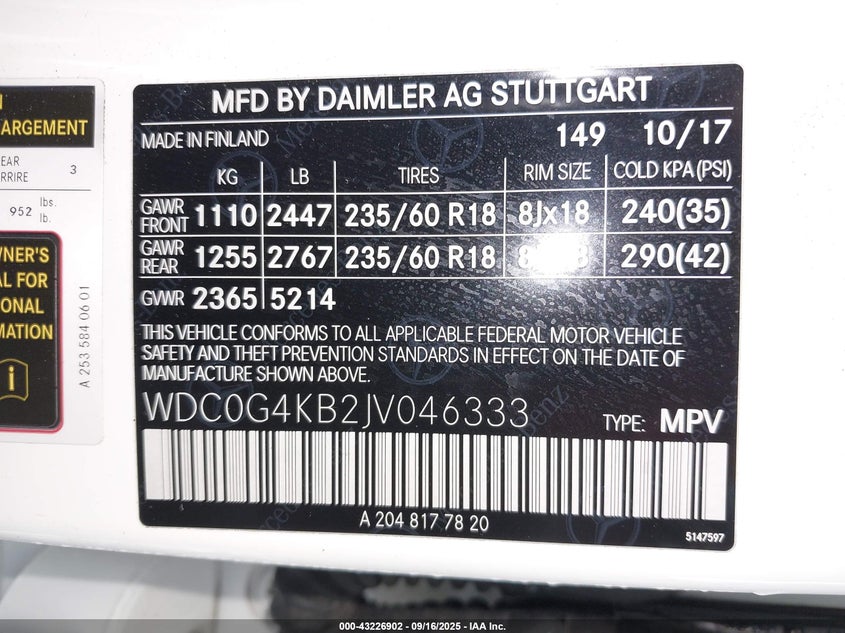 N
ARGEMENT
EAR
RRIRE
3
952
lbs.
lb.
WNER'S
AL FOR
IONAL
MATION
i
A 253 584 06 01
MFD BY DAIMLER AG STUTTGART
MADE IN FINLAND 149 10/17
KG LB TIRES RIM SIZE COLD KPA (PSI)
GAWR FRONT 1110 2447 235/60 R18 8Jx18 240(35)
GAWR REAR 1255 2767 235/60 R18 290(42)
GVWR 2365 5214
THIS VEHICLE CONFORMS TO ALL APPLICABLE FEDERAL MOTOR VEHICLE
SAFETY AND THEFT PREVENTION STANDARDS IN EFFECT ON THE DATE OF
MANUFACTURE SHOWN ABOVE.
WDC0G4KB2JV046333 TYPE: MPV
A 204 817 78 20
5147597
000-43226902 - 09/16/2025 - IAA Inc.